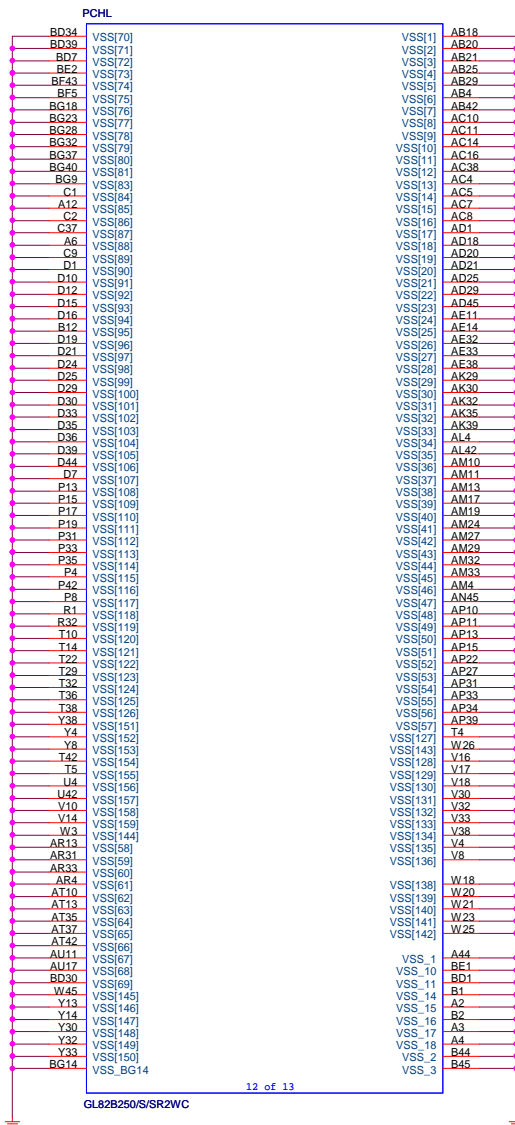 PCHL
BD34 VSS[70]
BD39 VSS[71]
BD7 VSS[72]
BE2 VSS[73]
BF43 VSS[74]
BF5 VSS[75]
BG18 VSS[76]
BG23 VSS[77]
BG28 VSS[78]
BG32 VSS[79]
BG37 VSS[80]
BG40 VSS[81]
BG9 VSS[83]
C1 VSS[84]
A12 VSS[85]
C2 VSS[86]
C37 VSS[87]
A6 VSS[88]
C9 VSS[89]
D1 VSS[90]
D10 VSS[91]
D12 VSS[92]
D15 VSS[93]
D16 VSS[94]
B12 VSS[95]
D19 VSS[96]
D21 VSS[97]
D24 VSS[98]
D25 VSS[99]
D29 VSS[100]
D30 VSS[101]
D33 VSS[102]
D35 VSS[103]
D36 VSS[104]
D39 VSS[105]
D44 VSS[106]
D7 VSS[107]
P13 VSS[108]
P15 VSS[109]
P17 VSS[110]
P19 VSS[111]
P31 VSS[112]
P33 VSS[113]
P35 VSS[114]
P4 VSS[115]
P42 VSS[116]
P8 VSS[117]
R1 VSS[118]
R32 VSS[119]
T10 VSS[120]
T14 VSS[121]
T22 VSS[122]
T29 VSS[123]
T32 VSS[124]
T36 VSS[125]
T38 VSS[126]
Y38 VSS[151]
Y4 VSS[152]
Y8 VSS[153]
T42 VSS[154]
T5 VSS[155]
U4 VSS[156]
U42 VSS[157]
V10 VSS[158]
V14 VSS[159]
W3 VSS[144]
AR13 VSS[58]
AR31 VSS[59]
AR33 VSS[60]
AR4 VSS[61]
AT10 VSS[62]
AT13 VSS[63]
AT35 VSS[64]
AT37 VSS[65]
AT42 VSS[66]
AU11 VSS[67]
AU17 VSS[68]
BD30 VSS[69]
W45 VSS[145]
Y13 VSS[146]
Y14 VSS[147]
Y30 VSS[148]
Y32 VSS[149]
Y33 VSS[150]
BG14 VSS_BG14
VSS[1] AB18
VSS[2] AB20
VSS[3] AB21
VSS[4] AB25
VSS[5] AB29
VSS[6] AB4
VSS[7] AB42
VSS[8] AC10
VSS[9] AC11
VSS[10] AC14
VSS[11] AC16
VSS[12] AC38
VSS[13] AC4
VSS[14] AC5
VSS[15] AC7
VSS[16] AC8
VSS[17] AD1
VSS[18] AD18
VSS[19] AD20
VSS[20] AD21
VSS[21] AD25
VSS[22] AD29
VSS[23] AD45
VSS[24] AE11
VSS[25] AE14
VSS[26] AE32
VSS[27] AE33
VSS[28] AE38
VSS[29] AK29
VSS[30] AK30
VSS[31] AK32
VSS[32] AK35
VSS[33] AK39
VSS[34] AL4
VSS[35] AL42
VSS[36] AM10
VSS[37] AM11
VSS[38] AM13
VSS[39] AM17
VSS[40] AM19
VSS[41] AM24
VSS[42] AM27
VSS[43] AM29
VSS[44] AM32
VSS[45] AM33
VSS[46] AM4
VSS[47] AN45
VSS[48] AP10
VSS[49] AP11
VSS[50] AP13
VSS[51] AP15
VSS[52] AP22
VSS[53] AP27
VSS[54] AP31
VSS[55] AP33
VSS[56] AP34
VSS[57] AP39
VSS[127] T4
VSS[143] W26
VSS[128] V16
VSS[129] V17
VSS[130] V18
VSS[131] V30
VSS[132] V32
VSS[133] V33
VSS[134] V38
VSS[135] V4
VSS[136] V8
VSS[138] W18
VSS[139] W20
VSS[140] W21
VSS[141] W23
VSS[142] W25
VSS_1 A44
VSS_10 BE1
VSS_11 BD1
VSS_14 B1
VSS_15 A2
VSS_16 B2
VSS_17 A3
VSS_18 A4
VSS_2 B44
VSS_3 B45
12 of 13
GL82B250/S/SR2WC